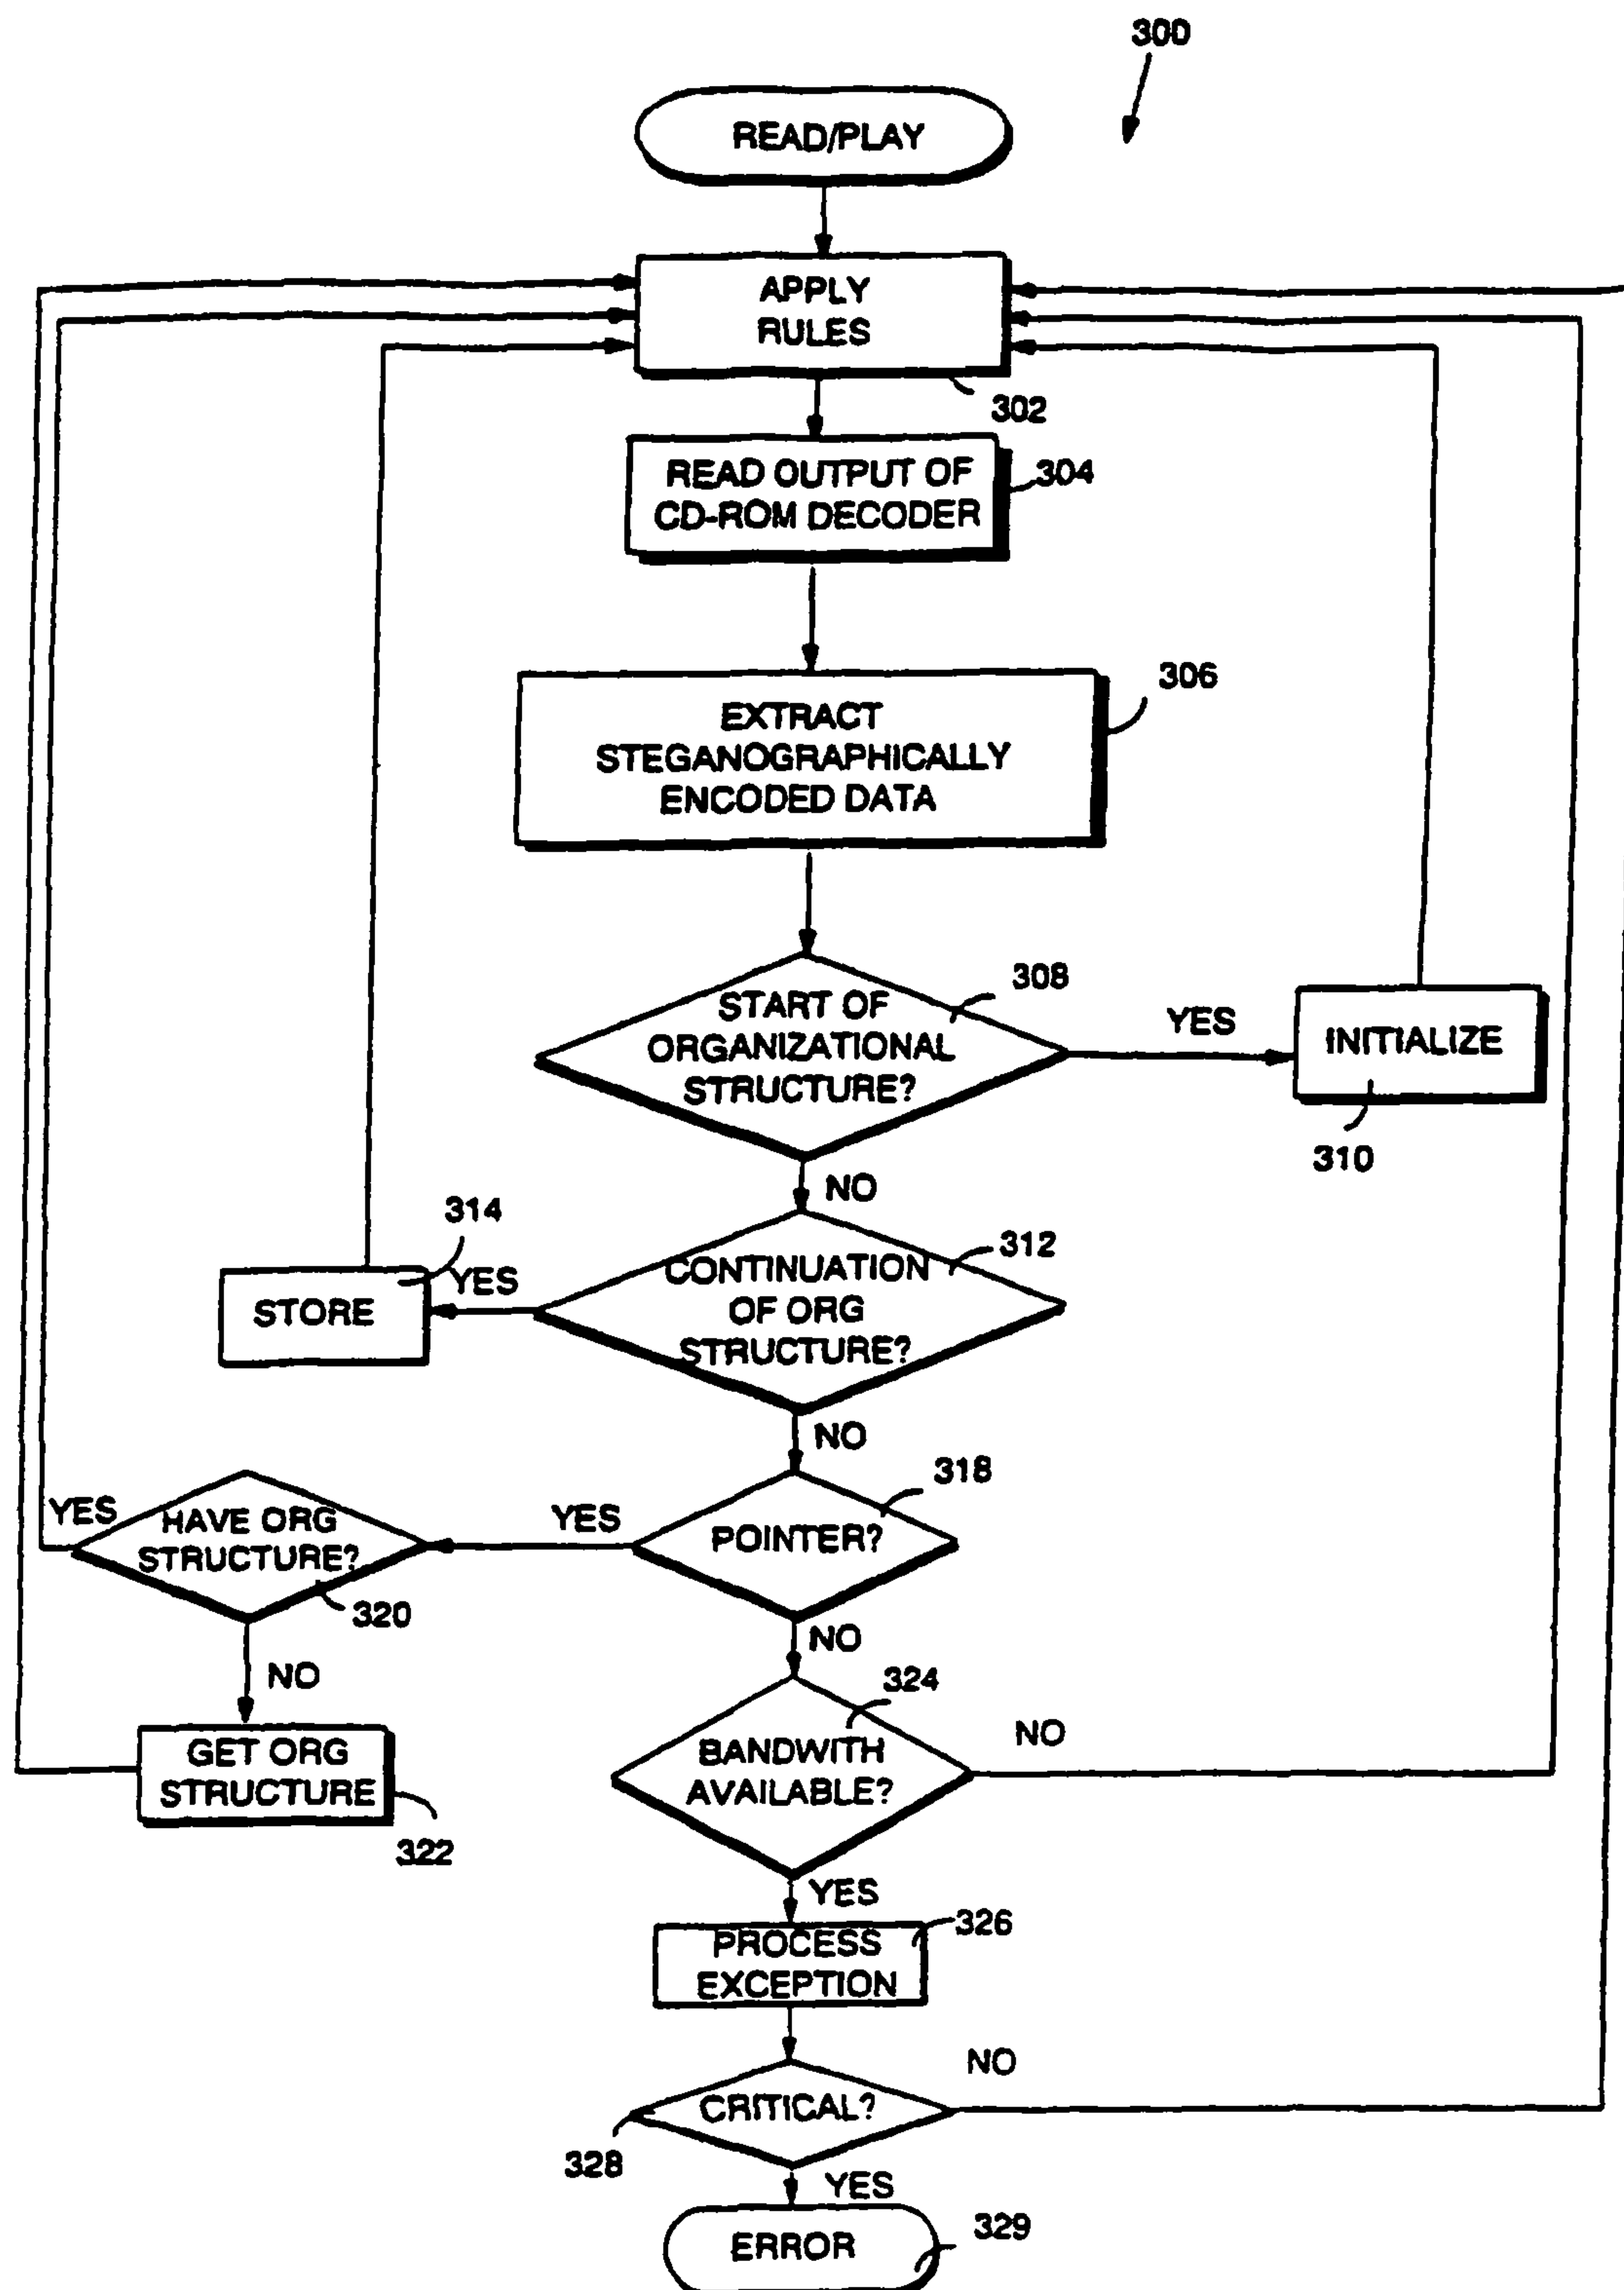 300
READ/PLAY
APPLY
RULES
302
READ OUTPUT OF
CD-ROM DECODER
304
306
EXTRACT
STEGANOGRAPHICALLY
ENCODED DATA
308
START OF
ORGANIZATIONAL
STRUCTURE?
YES
INITIALIZE
310
NO
314
312
CONTINUATION
OF ORG
STRUCTURE?
YES
STORE
NO
318
POINTER?
YES
YES
HAVE ORG
STRUCTURE?
320
NO
NO
324
BANDWITH
AVAILABLE?
NO
GET ORG
STRUCTURE
322
YES
326
PROCESS
EXCEPTION
NO
CRITICAL?
328
YES
329
ERROR